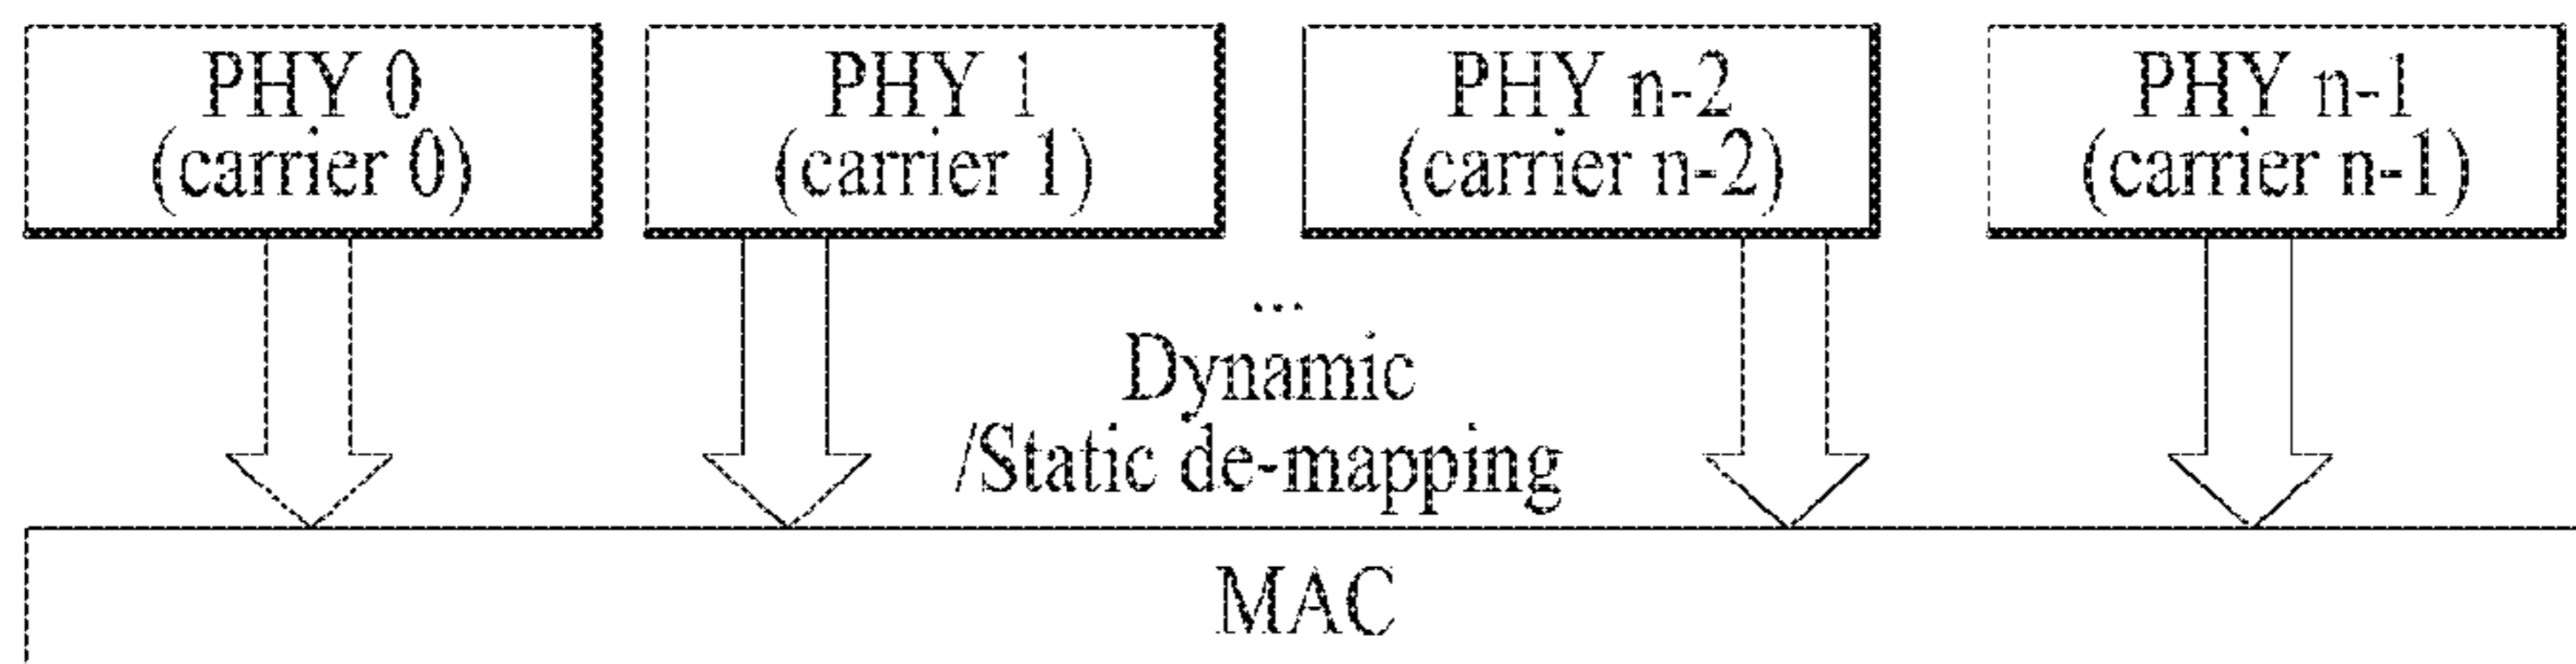 PHY 0
(carrier 0)
PHY 1
(carrier 1)
PHY n-2
(carrier n-2)
PHY n-1
(carrier n-1)
...
Dynamic
/Static de-mapping
MAC